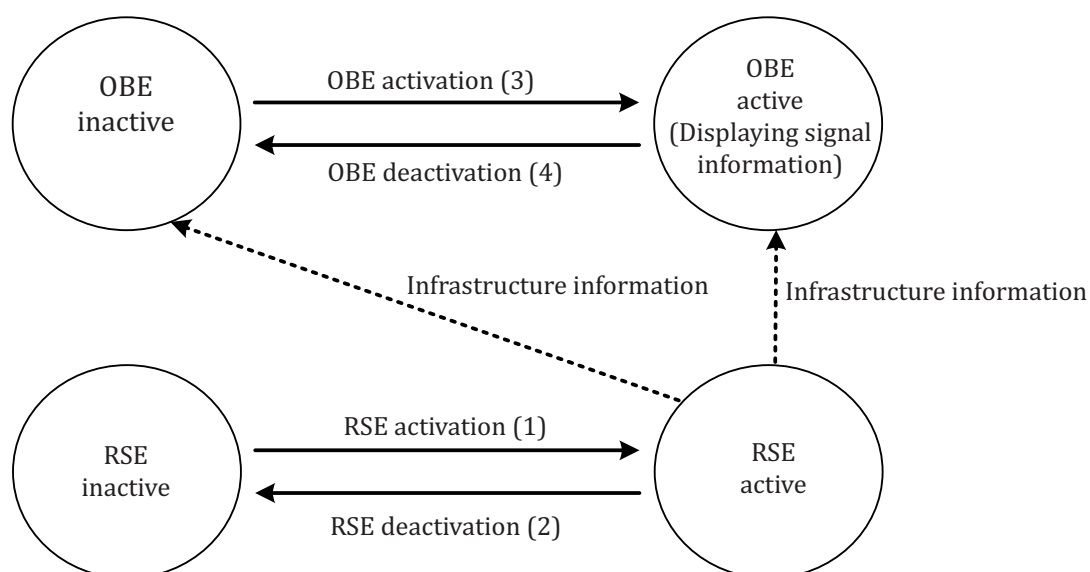 OBE
inactive
OBE activation (3)
OBE deactivation (4)
OBE
active
(Displaying signal
information)
Infrastructure information
Infrastructure information
RSE
inactive
RSE activation (1)
RSE deactivation (2)
RSE
active